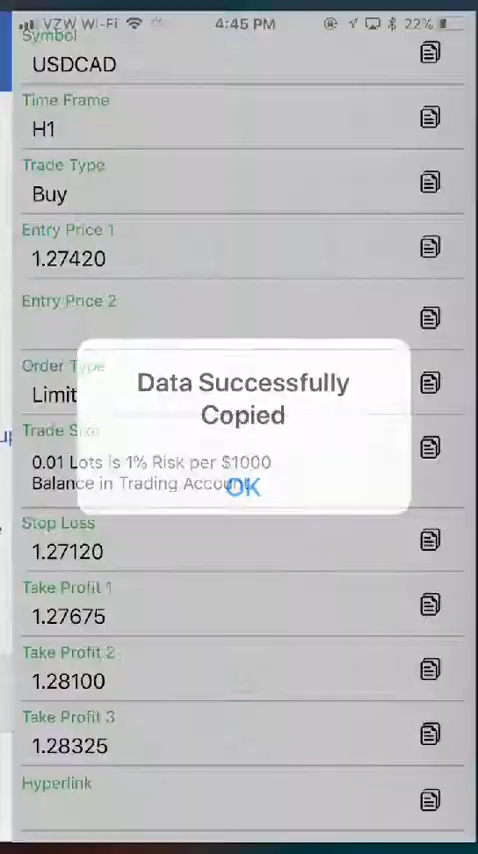 VZW Wi-Fi 4:45 PM 22%
Symbol
USDCAD
Time Frame
H1
Trade Type
Buy
Entry Price 1
1.27420
Entry Price 2
Order Type
Limit
Data Successfully
Copied
Trade Size
0.01 Lots is 1% Risk per $1000
Balance in Trading Account
OK
Stop Loss
1.27120
Take Profit 1
1.27675
Take Profit 2
1.28100
Take Profit 3
1.28325
Hyperlink